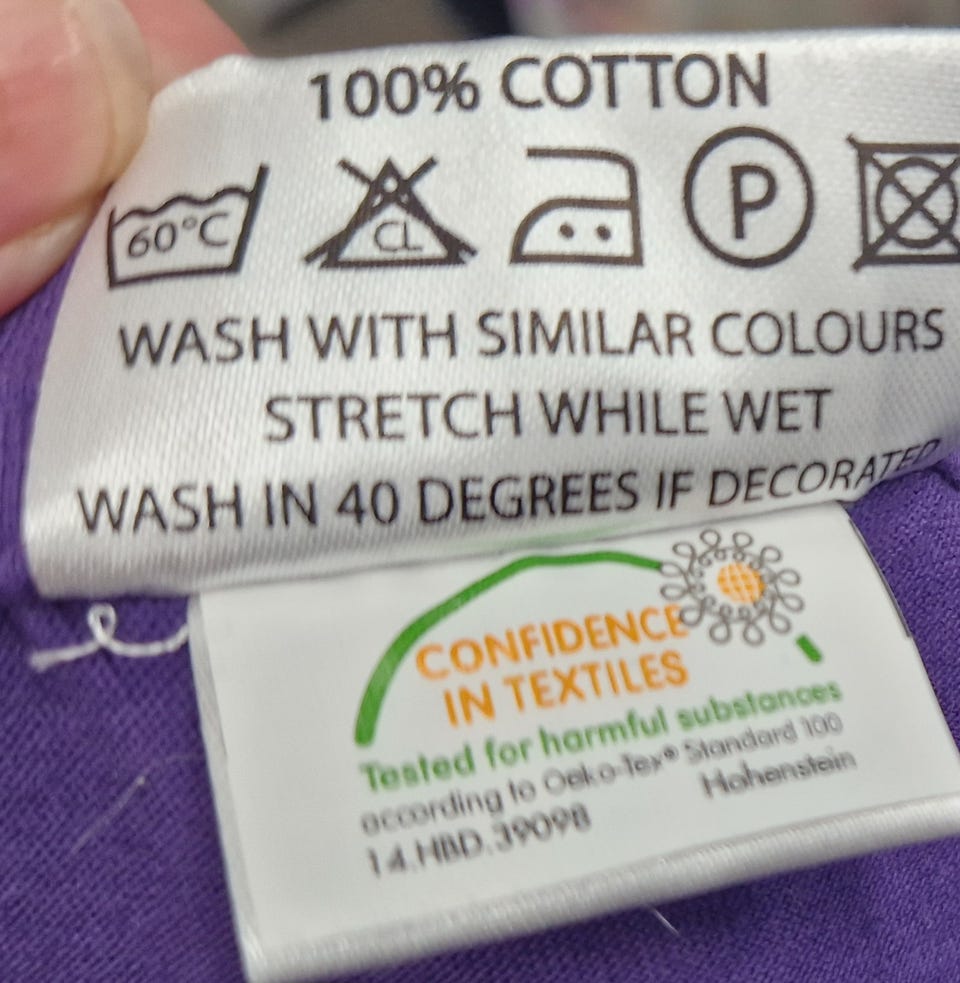 100% COTTON
60°C CL P
WASH WITH SIMILAR COLOURS
STRETCH WHILE WET
WASH IN 40 DEGREES IF DECORATED
CONFIDENCE
IN TEXTILES
Tested for harmful substances
according to Oeko-Tex® Standard 100
14.HBD.39098 Hohenstein